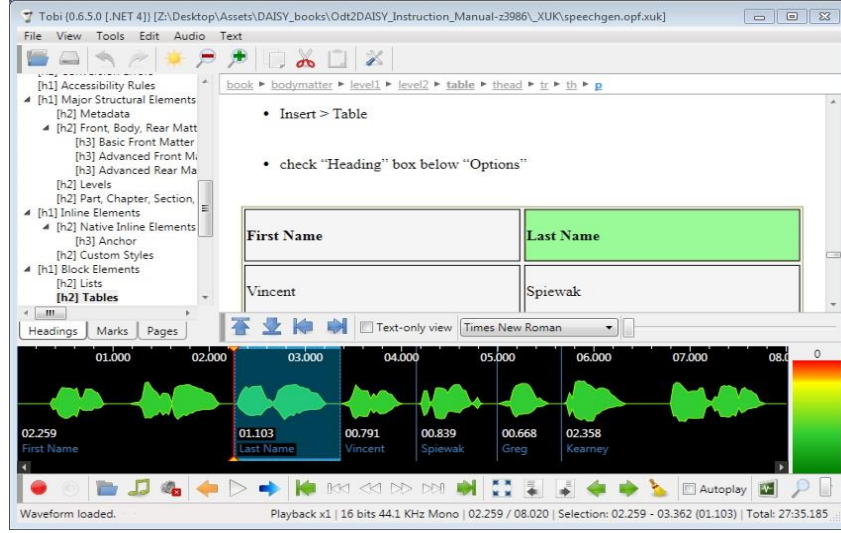 Tobi {0.6.5.0 [.NET 4]} [Z:\Desktop\Assets\DAISY_books\Odt2DAISY_Instruction_Manual-z3986\_XUK\speechgen.opf.xuk]
File View Tools Edit Audio Text
[h1] Accessibility Rules
[h1] Major Structural Elements
[h2] Metadata
[h2] Front, Body, Rear Matt
[h3] Basic Front Matter
[h3] Advanced Front Ma
[h3] Advanced Rear Ma
[h2] Levels
[h2] Part, Chapter, Section,
[h1] Inline Elements
[h2] Native Inline Elements
[h3] Anchor
[h2] Custom Styles
[h1] Block Elements
[h2] Lists
[h2] Tables
Headings Marks Pages
book bodymatter level1 level2 table thead tr th p
• Insert > Table
• check “Heading” box below “Options”
First Name Last Name
Vincent Spiewak
Text-only view Times New Roman
01.000 02.000 03.000 04.000 05.000 06.000 07.000 08.0 0
02.259 01.103 00.791 00.839 00.668 02.358
First Name Last Name Vincent Spiewak Greg Kearney
Autoplay
Waveform loaded. Playback x1 | 16 bits 44.1 KHz Mono | 02.259 / 08.020 | Selection: 02.259 - 03.362 (01.103) | Total: 27:35.185